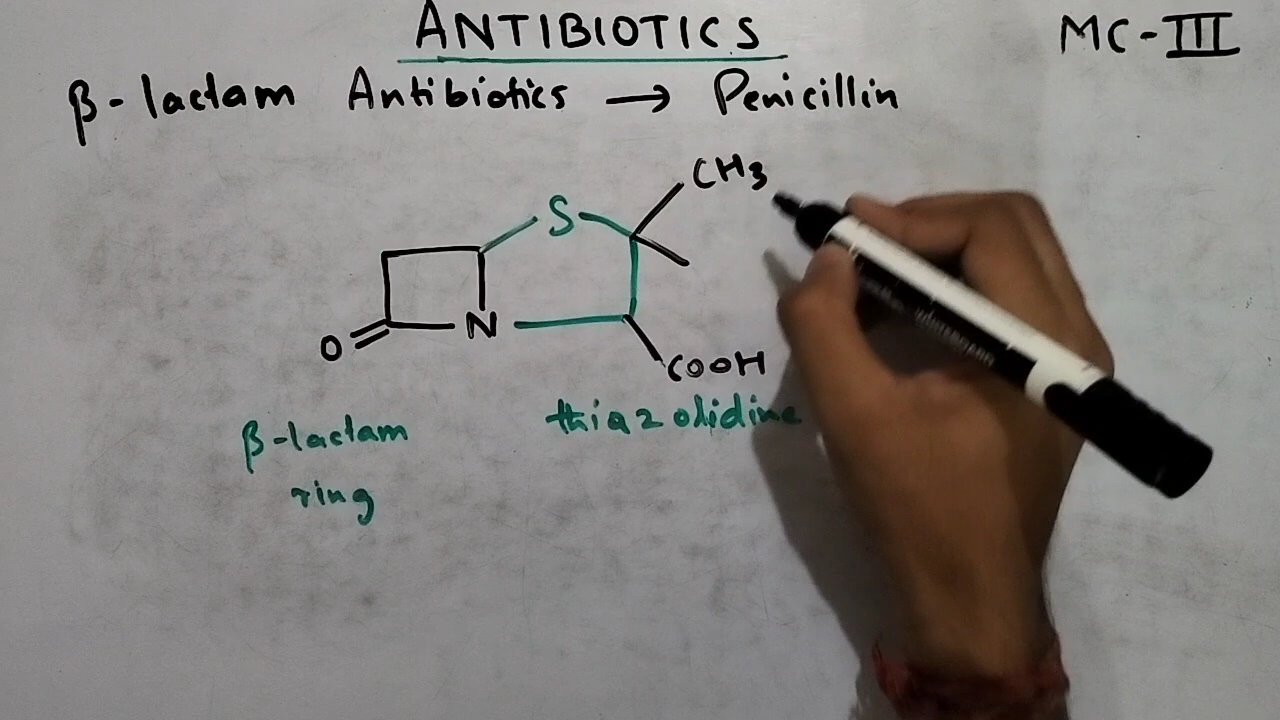 ANTIBIOTICS
MC-III
β-lactam Antibiotics → Penicillin
CH3
S
O
N
COOH
β-lactam
ring
thiazolidine